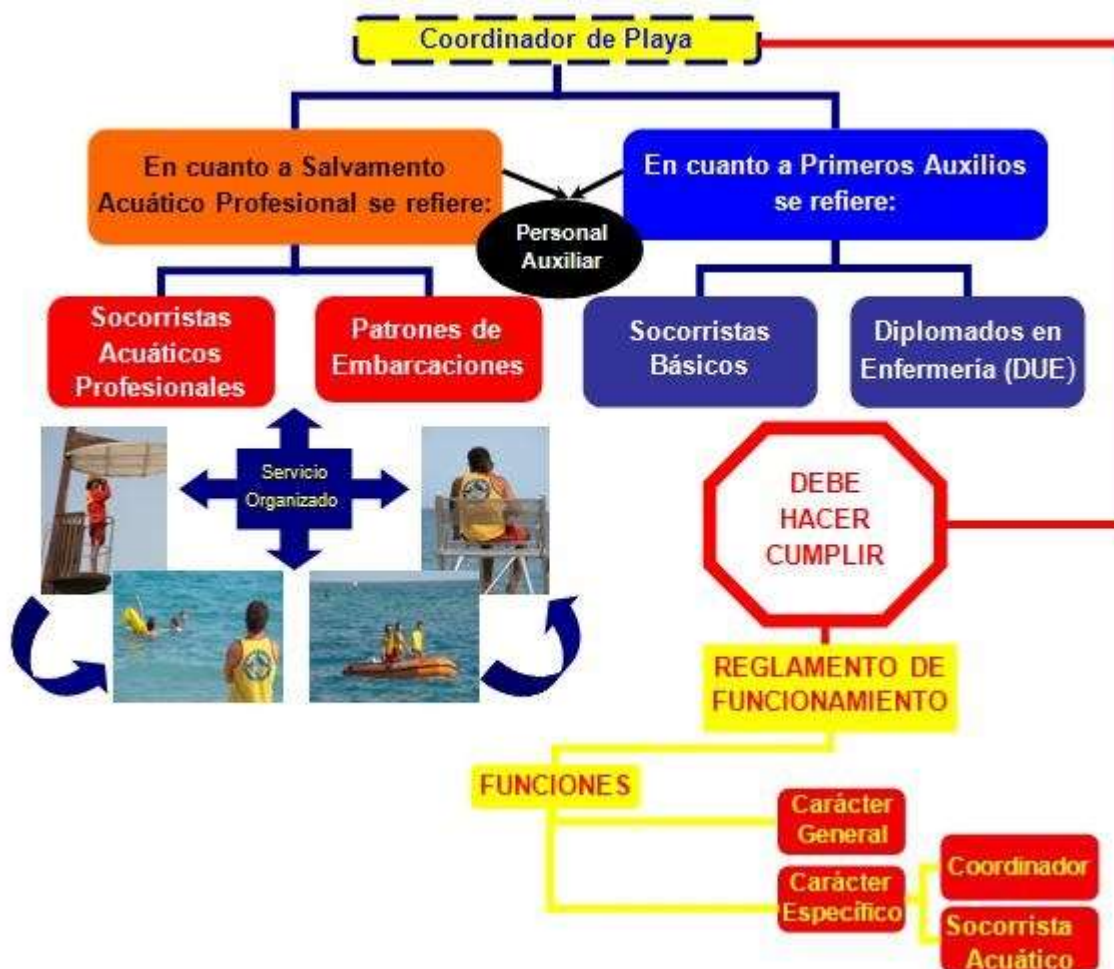 Coordinador de Playa
En cuanto a Salvamento
Acuático Profesional se refiere:
En cuanto a Primeros Auxilios
se refiere:
Personal
Auxiliar
Socorristas
Acuáticos
Profesionales
Patrones de
Embarcaciones
Socorristas
Básicos
Diplomados en
Enfermería (DUE)
Servicio
Organizado
DEBE
HACER
CUMPLIR
REGLAMENTO DE
FUNCIONAMIENTO
FUNCIONES
Carácter
General
Carácter
Específico
Coordinador
Socorrista
Acuático